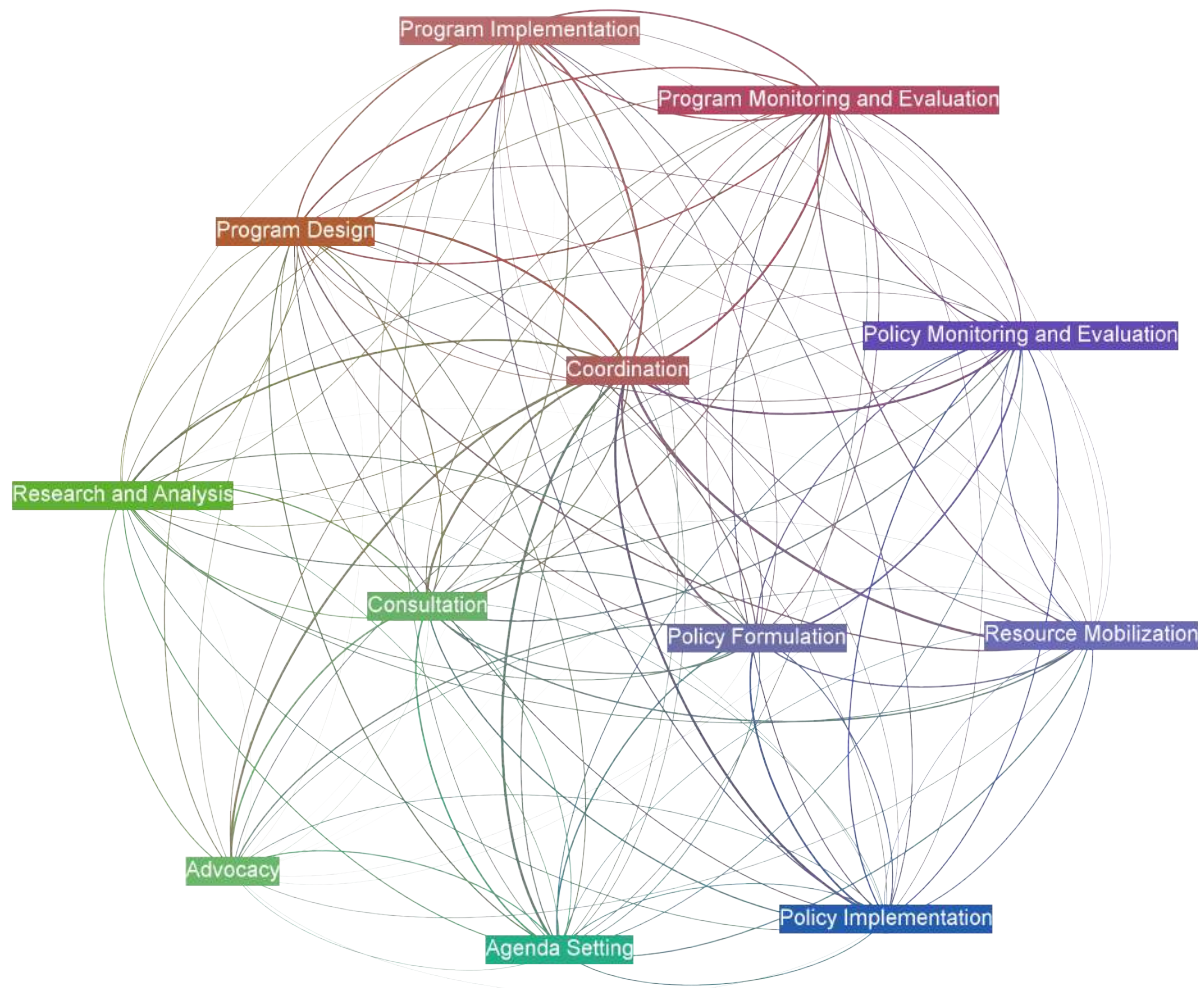 Program Implementation
Program Monitoring and Evaluation
Program Design
Policy Monitoring and Evaluation
Coordination
Research and Analysis
Consultation
Policy Formulation
Resource Mobilization
Advocacy
Policy Implementation
Agenda Setting